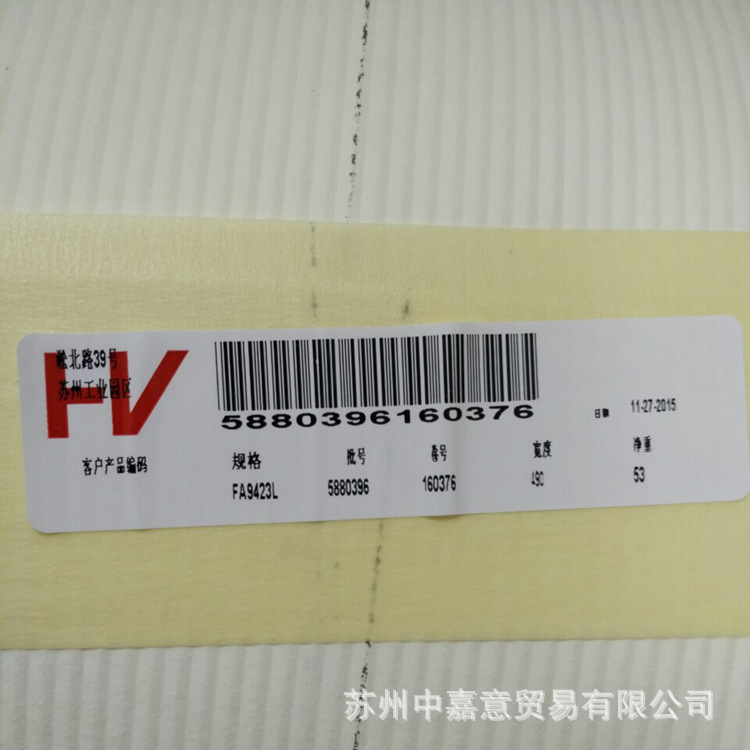 HV
淞北路39号
苏州工业园区
5880396160376
日期 11-27-2015
客户产品编码 规格 批号 卷号 宽度 净重
FA9423L 5880396 160376 490 53
苏州中嘉意贸易有限公司